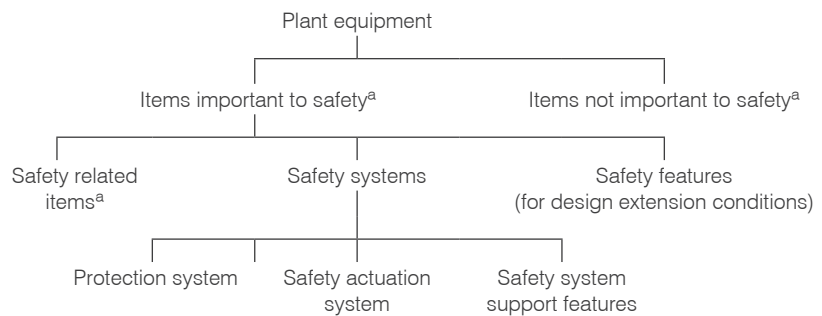 Plant equipment
Items important to safetyᵃ
Items not important to safetyᵃ
Safety related
itemsᵃ
Safety systems
Safety features
(for design extension conditions)
Protection system
Safety actuation
system
Safety system
support features